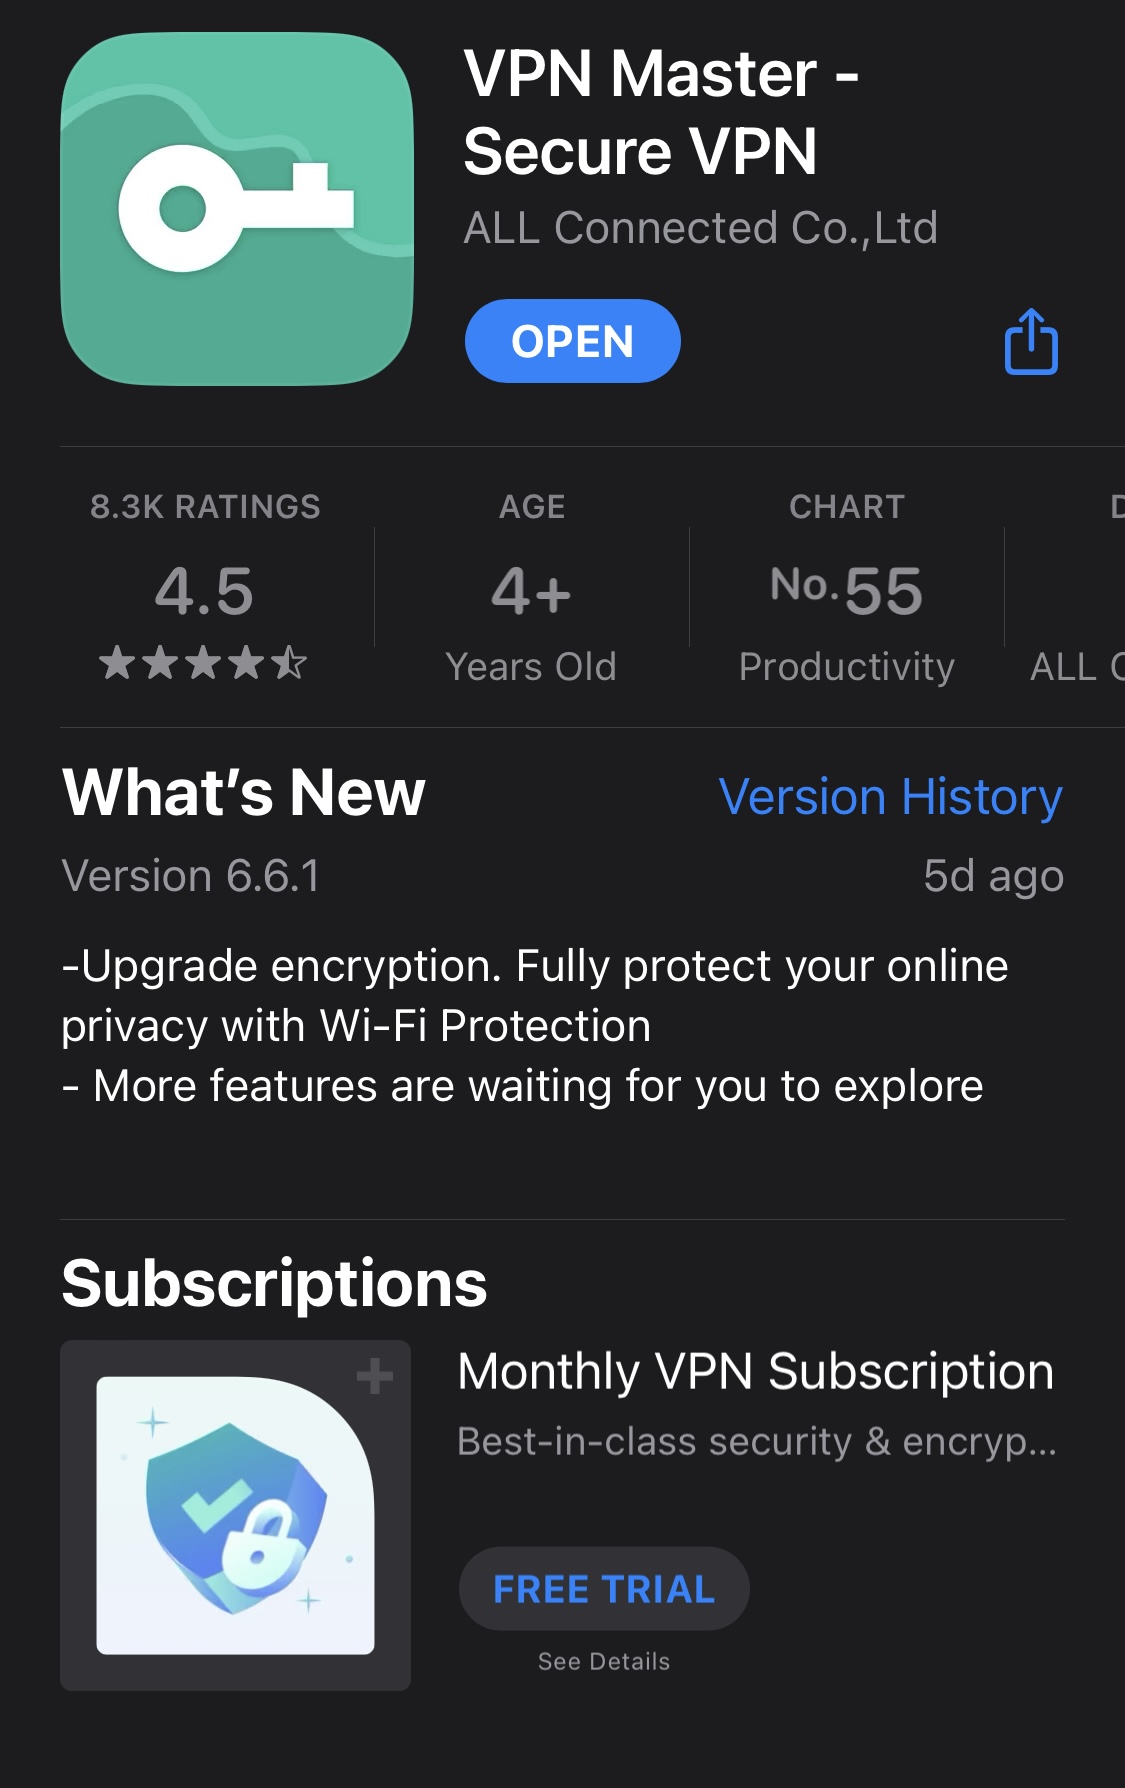 VPN Master -
Secure VPN
ALL Connected Co.,Ltd
OPEN
8.3K RATINGS
4.5
AGE
4+
Years Old
CHART
No.55
Productivity
ALL
What’s New
Version History
Version 6.6.1
5d ago
-Upgrade encryption. Fully protect your online
privacy with Wi-Fi Protection
- More features are waiting for you to explore
Subscriptions
Monthly VPN Subscription
Best-in-class security & encryp...
FREE TRIAL
See Details